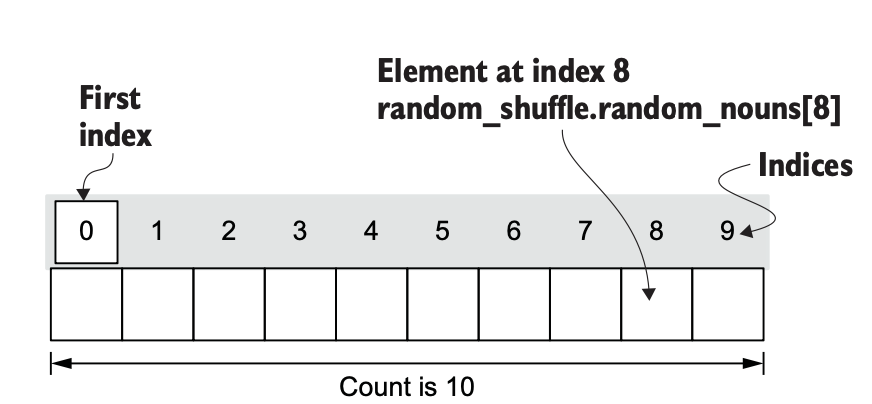 Element at index 8
random_shuffle.random_nouns[8]
First
index
Indices
0 1 2 3 4 5 6 7 8 9
Count is 10